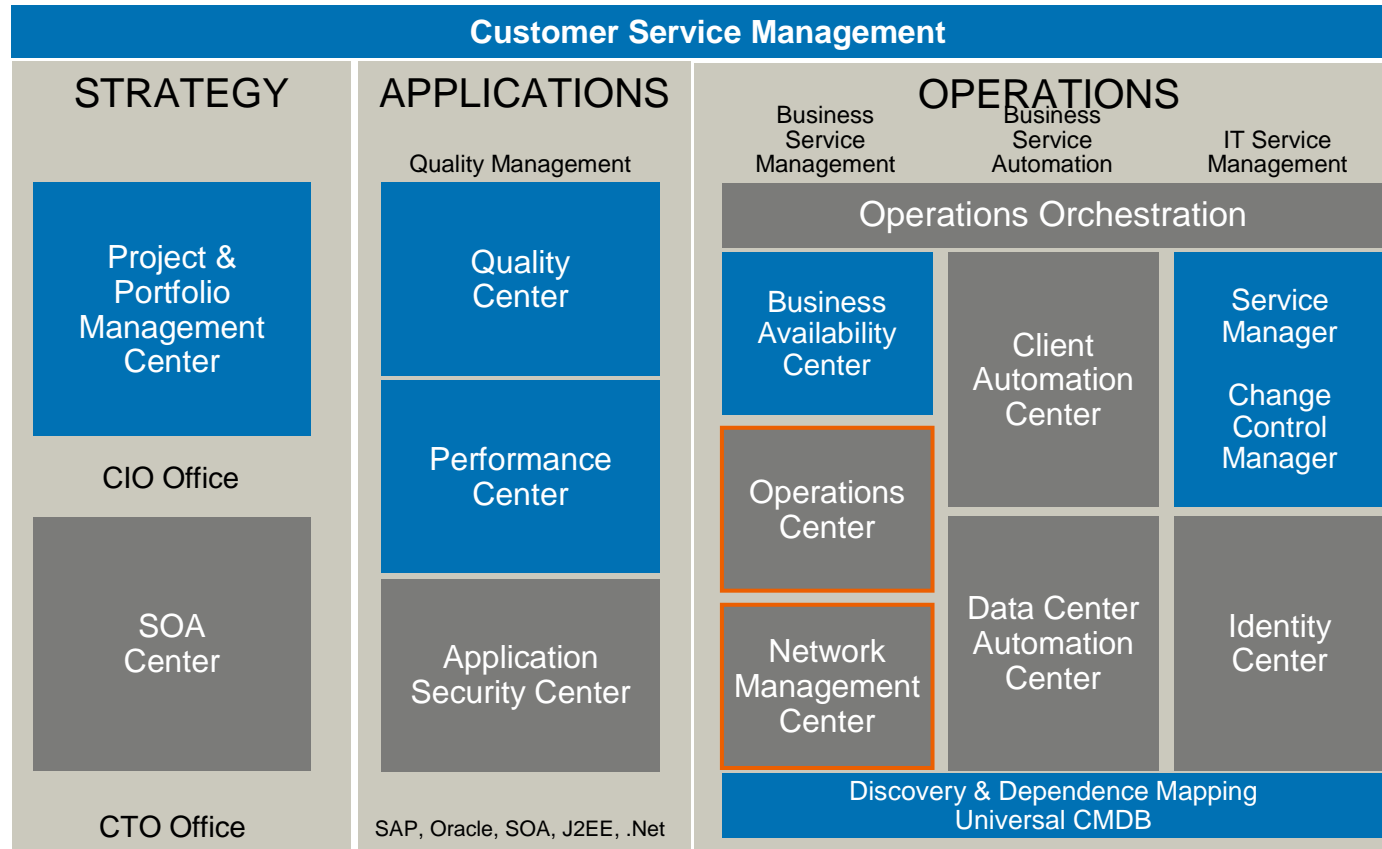 Customer Service Management
STRATEGY
Project &
Portfolio
Management
Center
CIO Office
SOA
Center
CTO Office
APPLICATIONS
Quality Management
Quality
Center
Performance
Center
Application
Security Center
SAP, Oracle, SOA, J2EE, .Net
OPERATIONS
Business
Service
Management
Business
Service
Automation
IT Service
Management
Operations Orchestration
Business
Availability
Center
Operations
Center
Network
Management
Center
Client
Automation
Center
Data Center
Automation
Center
Service
Manager
Change
Control
Manager
Identity
Center
Discovery & Dependence Mapping
Universal CMDB